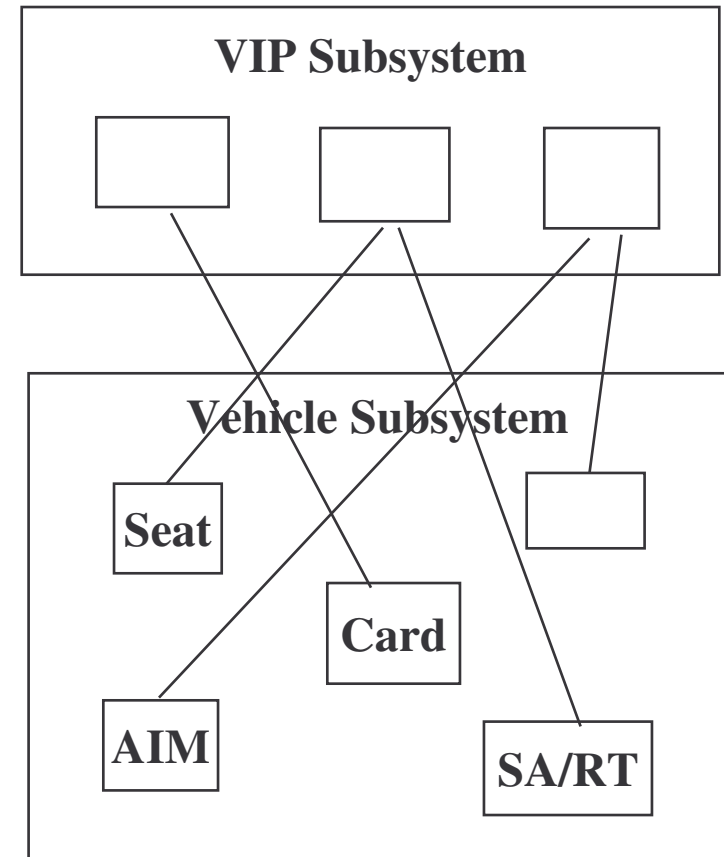 VIP Subsystem
Vehicle Subsystem
Seat
Card
AIM
SA/RT